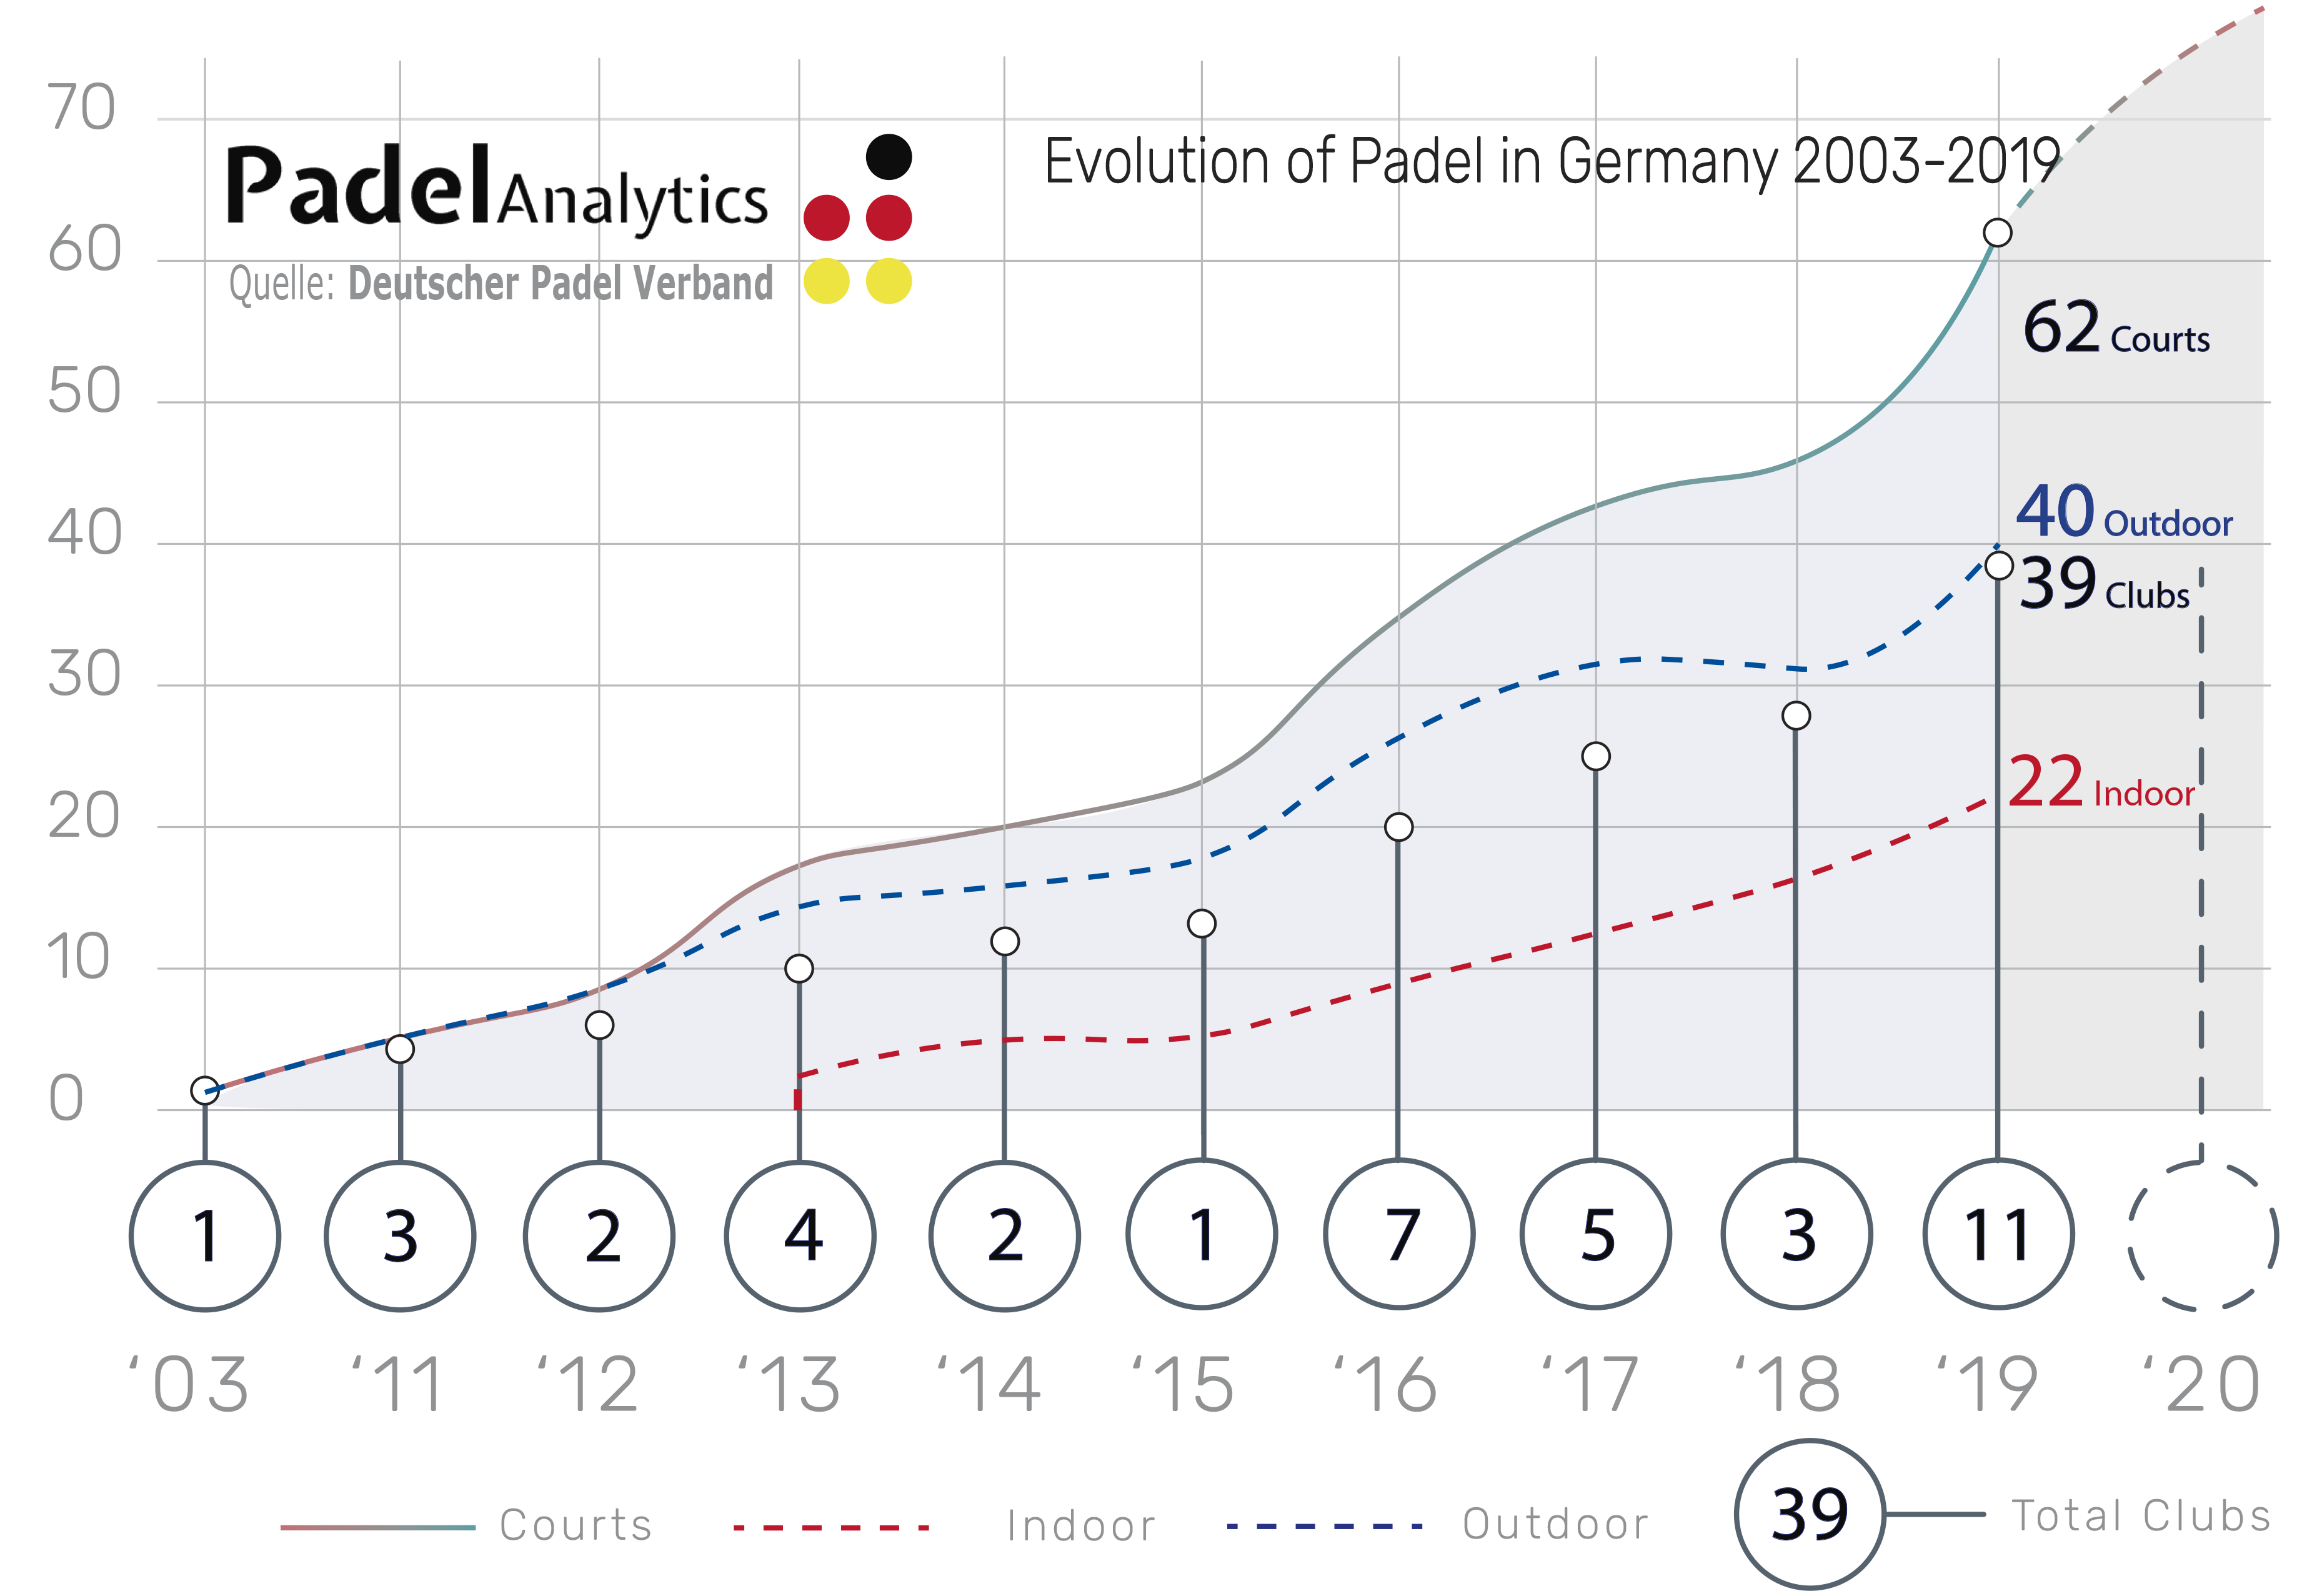 70
60
50
40
30
20
10
0
Padel Analytics
Quelle: Deutscher Padel Verband
Evolution of Padel in Germany 2003-2019
62 Courts
40 Outdoor
39 Clubs
22 Indoor
1 3 2 4 2 1 7 5 3 11
‘03 ‘11 ‘12 ‘13 ‘14 ‘15 ‘16 ‘17 ‘18 ‘19 ‘20
Courts Indoor Outdoor 39 Total Clubs